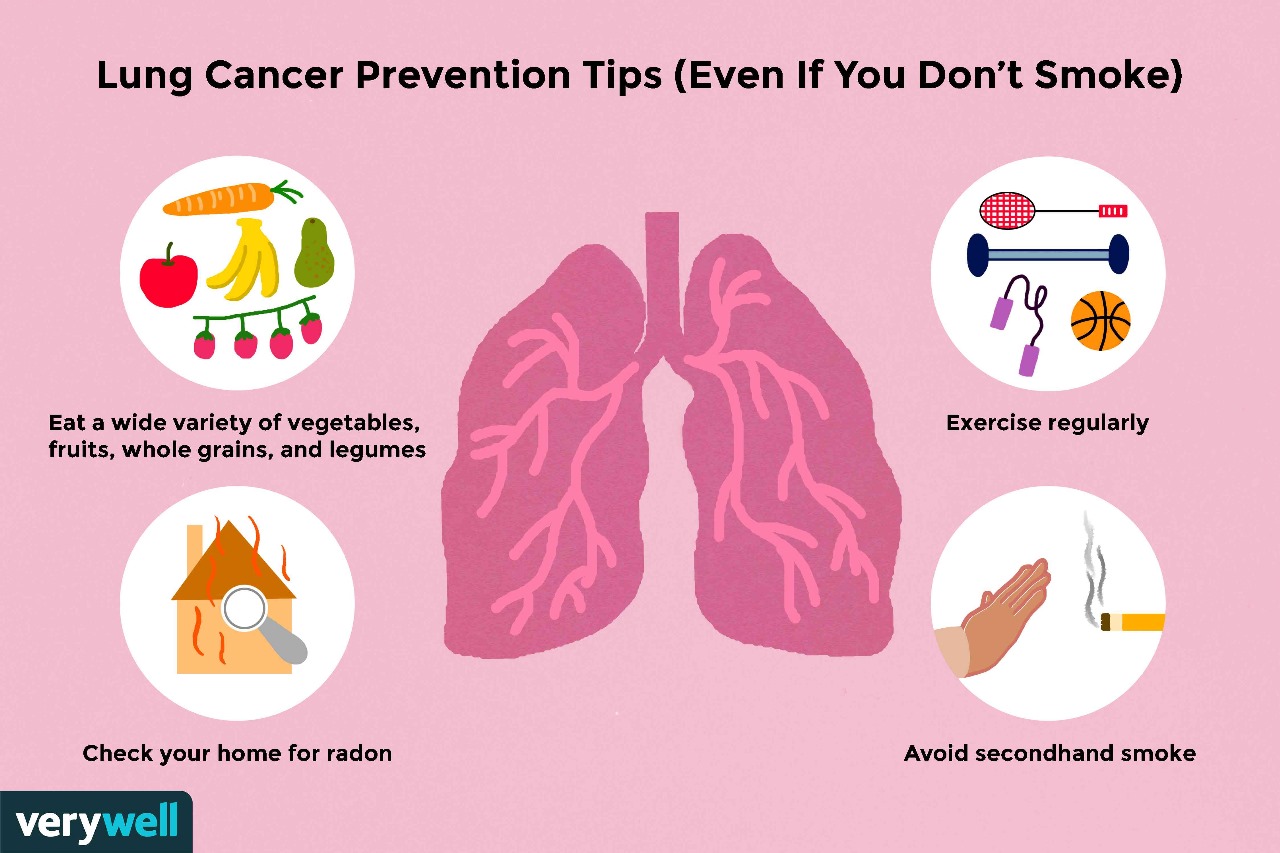 Lung Cancer Prevention Tips (Even If You Don’t Smoke)
Eat a wide variety of vegetables,
fruits, whole grains, and legumes
Exercise regularly
Check your home for radon
Avoid secondhand smoke
verywell